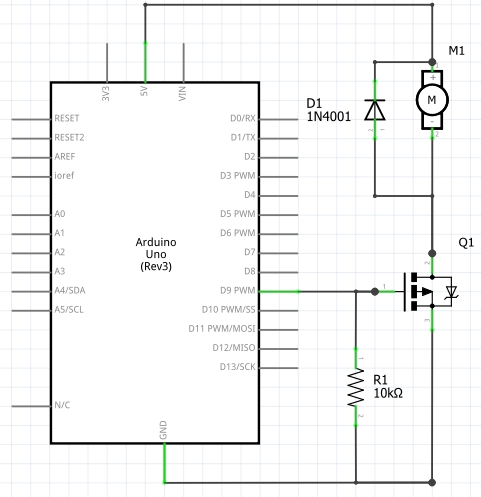 M1
3V3
5V
VIN
+
M
-
D1
1N4001
RESET
D0/RX
RESET2
D1/TX
AREF
D2
ioref
D3 PWM
D4
A0
D5 PWM
A1
D6 PWM
A2
D7
A3
D8
Arduino
Uno
(Rev3)
Q1
A4/SDA
D9 PWM
1
A5/SCL
D10 PWM/SS
D11 PWM/MOSI
D12/MISO
D13/SCK
R1
10kΩ
N/C
GND